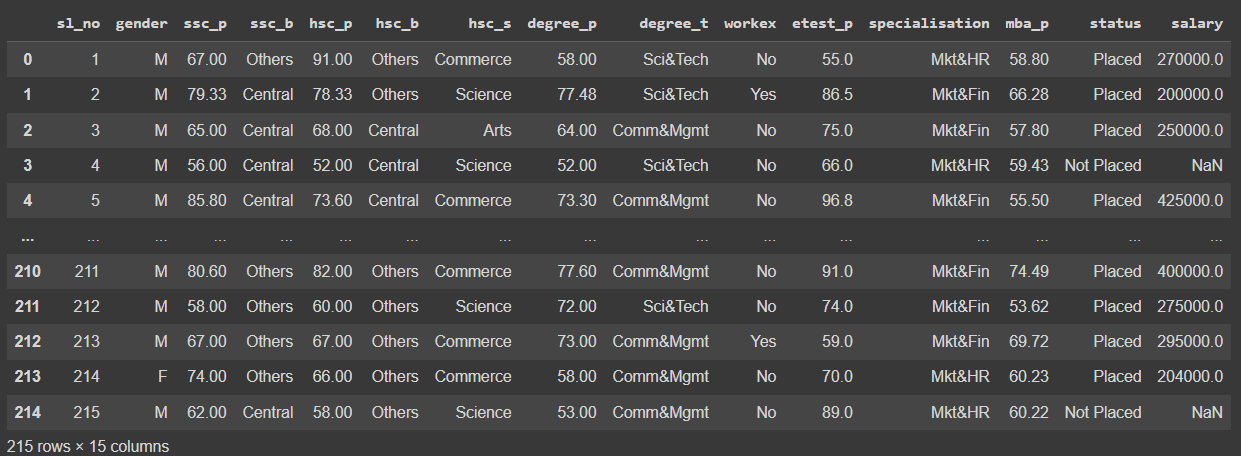 sl_no gender ssc_p ssc_b hsc_p hsc_b hsc_s degree_p degree_t workex etest_p specialisation mba_p status salary
0 1 M 67.00 Others 91.00 Others Commerce 58.00 Sci&Tech No 55.0 Mkt&HR 58.80 Placed 270000.0
1 2 M 79.33 Central 78.33 Others Science 77.48 Sci&Tech Yes 86.5 Mkt&Fin 66.28 Placed 200000.0
2 3 M 65.00 Central 68.00 Central Arts 64.00 Comm&Mgmt No 75.0 Mkt&Fin 57.80 Placed 250000.0
3 4 M 56.00 Central 52.00 Central Science 52.00 Sci&Tech No 66.0 Mkt&HR 59.43 Not Placed NaN
4 5 M 85.80 Central 73.60 Central Commerce 73.30 Comm&Mgmt No 96.8 Mkt&Fin 55.50 Placed 425000.0
... ... ... ... ... ... ... ... ... ... ... ... ... ... ... ...
210 211 M 80.60 Others 82.00 Others Commerce 77.60 Comm&Mgmt No 91.0 Mkt&Fin 74.49 Placed 400000.0
211 212 M 58.00 Others 60.00 Others Science 72.00 Sci&Tech No 74.0 Mkt&Fin 53.62 Placed 275000.0
212 213 M 67.00 Others 67.00 Others Commerce 73.00 Comm&Mgmt Yes 59.0 Mkt&Fin 69.72 Placed 295000.0
213 214 F 74.00 Others 66.00 Others Commerce 58.00 Comm&Mgmt No 70.0 Mkt&HR 60.23 Placed 204000.0
214 215 M 62.00 Central 58.00 Others Science 53.00 Comm&Mgmt No 89.0 Mkt&HR 60.22 Not Placed NaN
215 rows × 15 columns